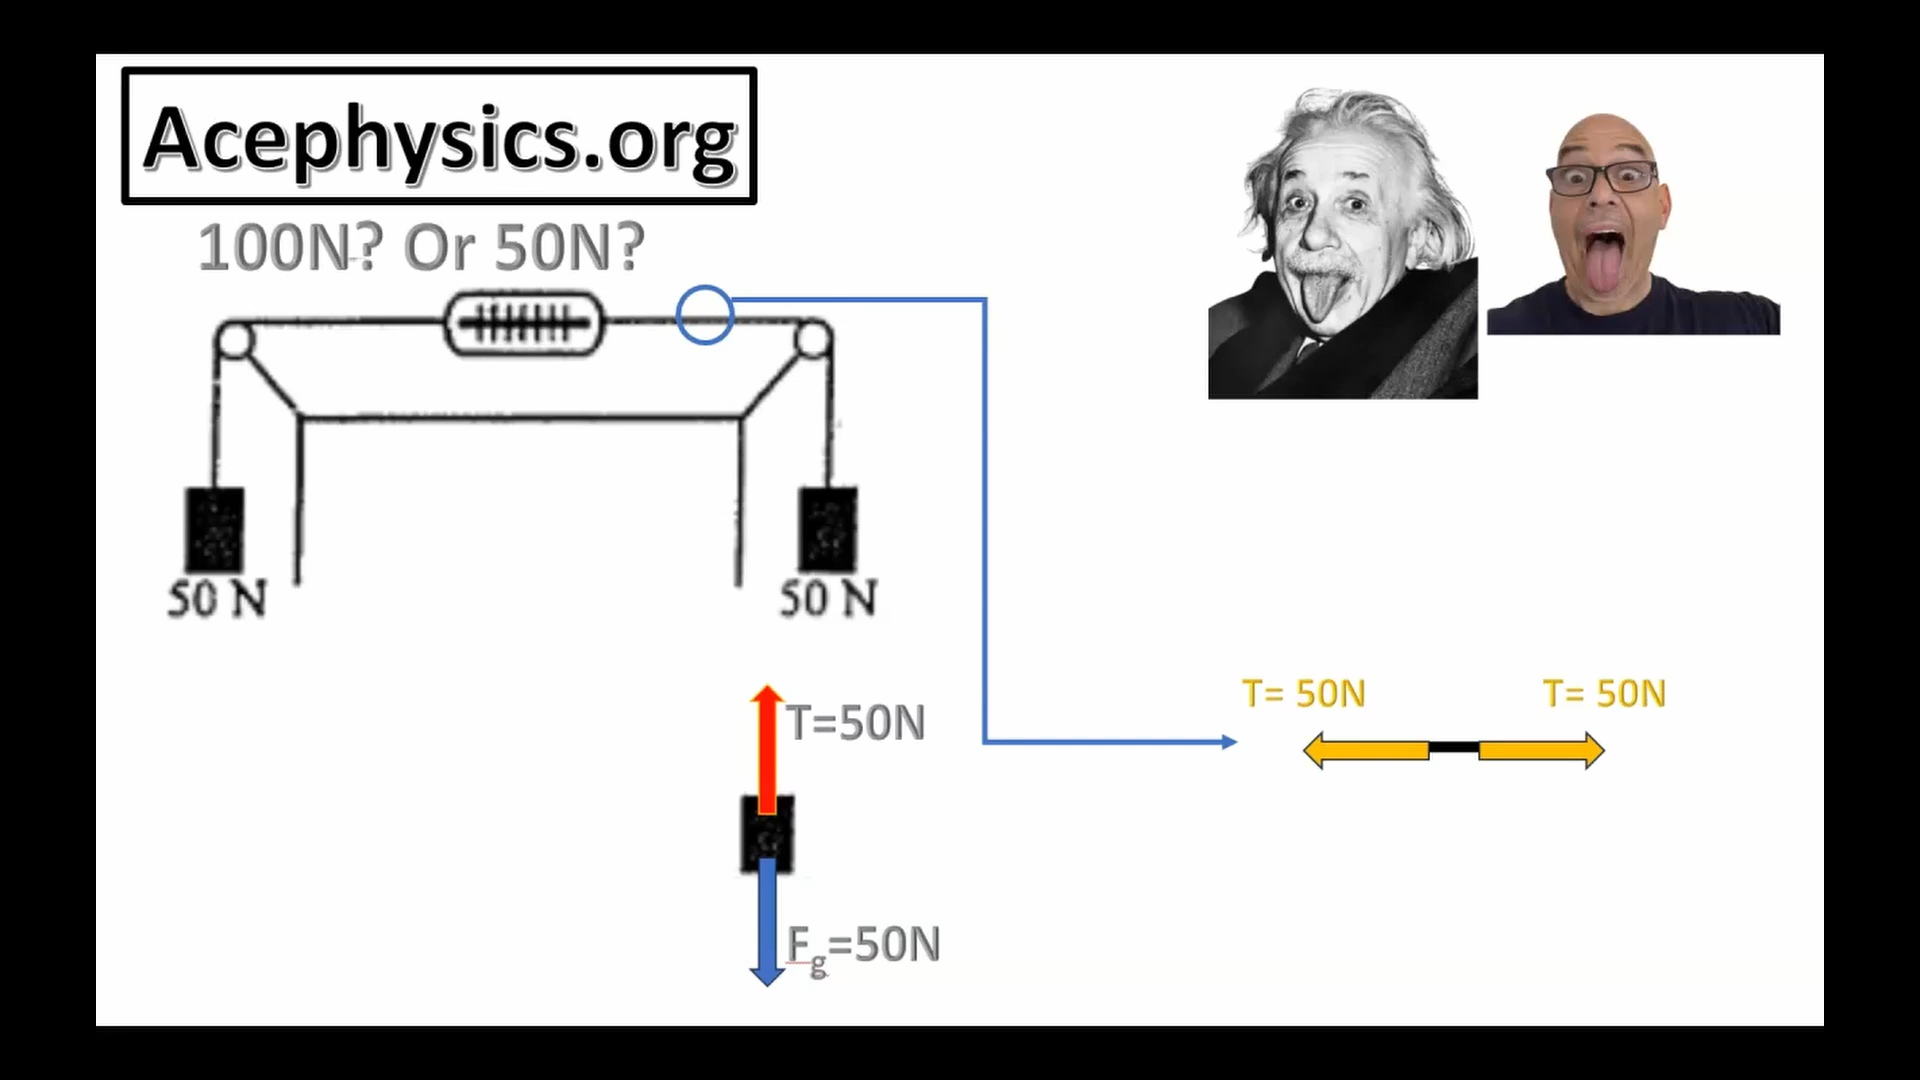 Acephysics.org
100N? Or 50N?
50 N
50 N
T= 50N
T= 50N
T=50N
Fg=50N